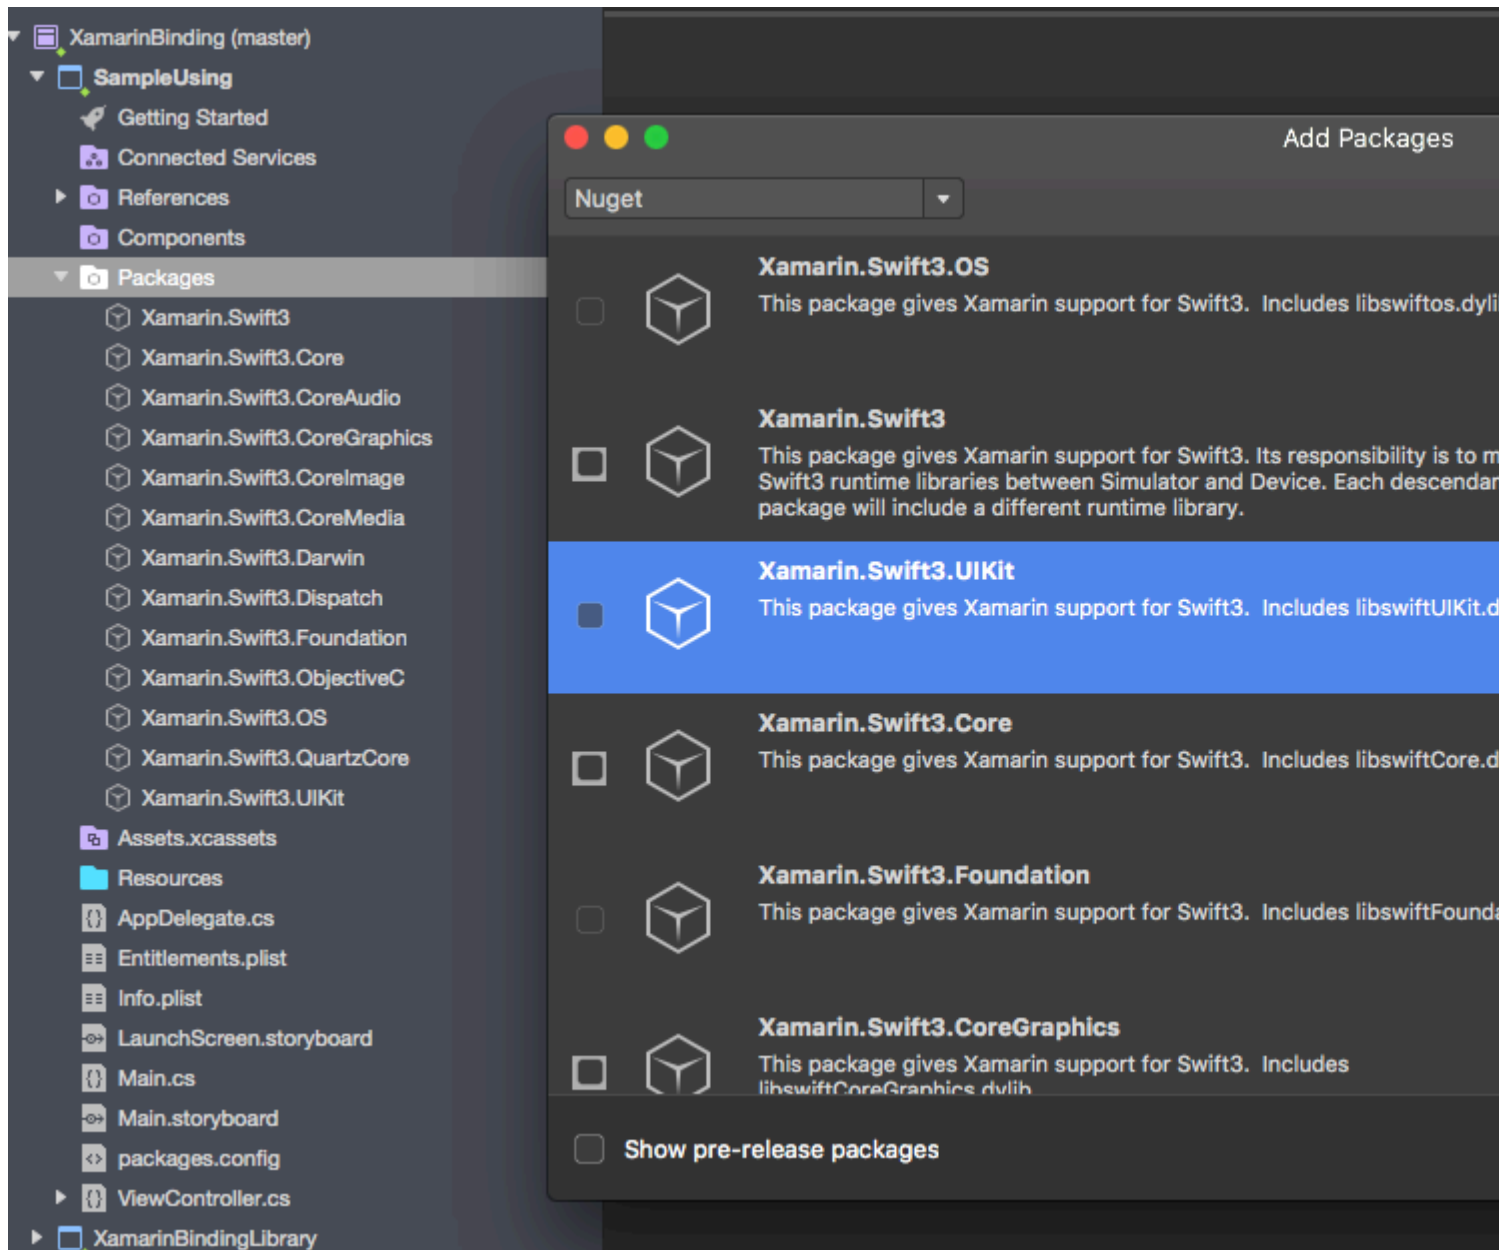 XamarinBinding (master)
SampleUsing
Getting Started
Connected Services
References
Components
Packages
Xamarin.Swift3
Xamarin.Swift3.Core
Xamarin.Swift3.CoreAudio
Xamarin.Swift3.CoreGraphics
Xamarin.Swift3.CoreImage
Xamarin.Swift3.CoreMedia
Xamarin.Swift3.Darwin
Xamarin.Swift3.Dispatch
Xamarin.Swift3.Foundation
Xamarin.Swift3.ObjectiveC
Xamarin.Swift3.OS
Xamarin.Swift3.QuartzCore
Xamarin.Swift3.UIKit
Assets.xcassets
Resources
AppDelegate.cs
Entitlements.plist
Info.plist
LaunchScreen.storyboard
Main.cs
Main.storyboard
packages.config
ViewController.cs
XamarinBindingLibrary
Add Packages
Nuget
Xamarin.Swift3.OS
This package gives Xamarin support for Swift3. Includes libswiftos.dyli
Xamarin.Swift3
This package gives Xamarin support for Swift3. Its responsibility is to m
Swift3 runtime libraries between Simulator and Device. Each descendan
package will include a different runtime library.
Xamarin.Swift3.UIKit
This package gives Xamarin support for Swift3. Includes libswiftUIKit.d
Xamarin.Swift3.Core
This package gives Xamarin support for Swift3. Includes libswiftCore.d
Xamarin.Swift3.Foundation
This package gives Xamarin support for Swift3. Includes libswiftFounda
Xamarin.Swift3.CoreGraphics
This package gives Xamarin support for Swift3. Includes
libswiftCoreGraphics.dylib
Show pre-release packages